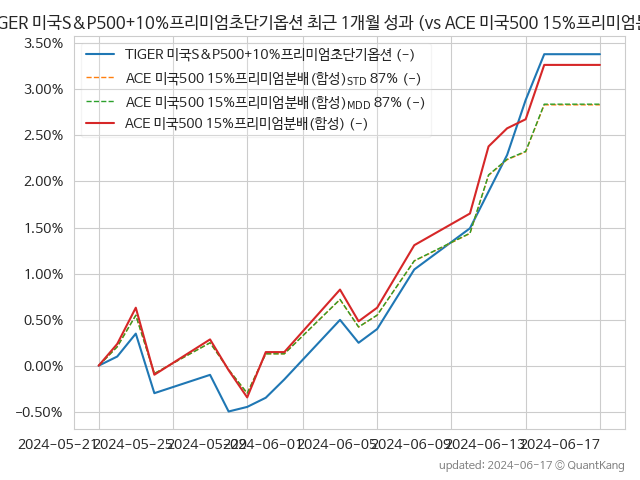 GER 미국S&P500+10%프리미엄초단기옵션 최근 1개월 성과 (vs ACE 미국500 15%프리미엄
3.50%
3.00%
2.50%
2.00%
1.50%
1.00%
0.50%
0.00%
−0.50%
TIGER 미국S&P500+10%프리미엄초단기옵션 (-)
ACE 미국500 15%프리미엄분배(합성)STD 87% (-)
ACE 미국500 15%프리미엄분배(합성)MDD 87% (-)
ACE 미국500 15%프리미엄분배(합성) (-)
2024-05-21 2024-05-25 2024-05-29 2024-06-01 2024-06-05 2024-06-09 2024-06-13 2024-06-17
updated: 2024-06-17 © QuantKang